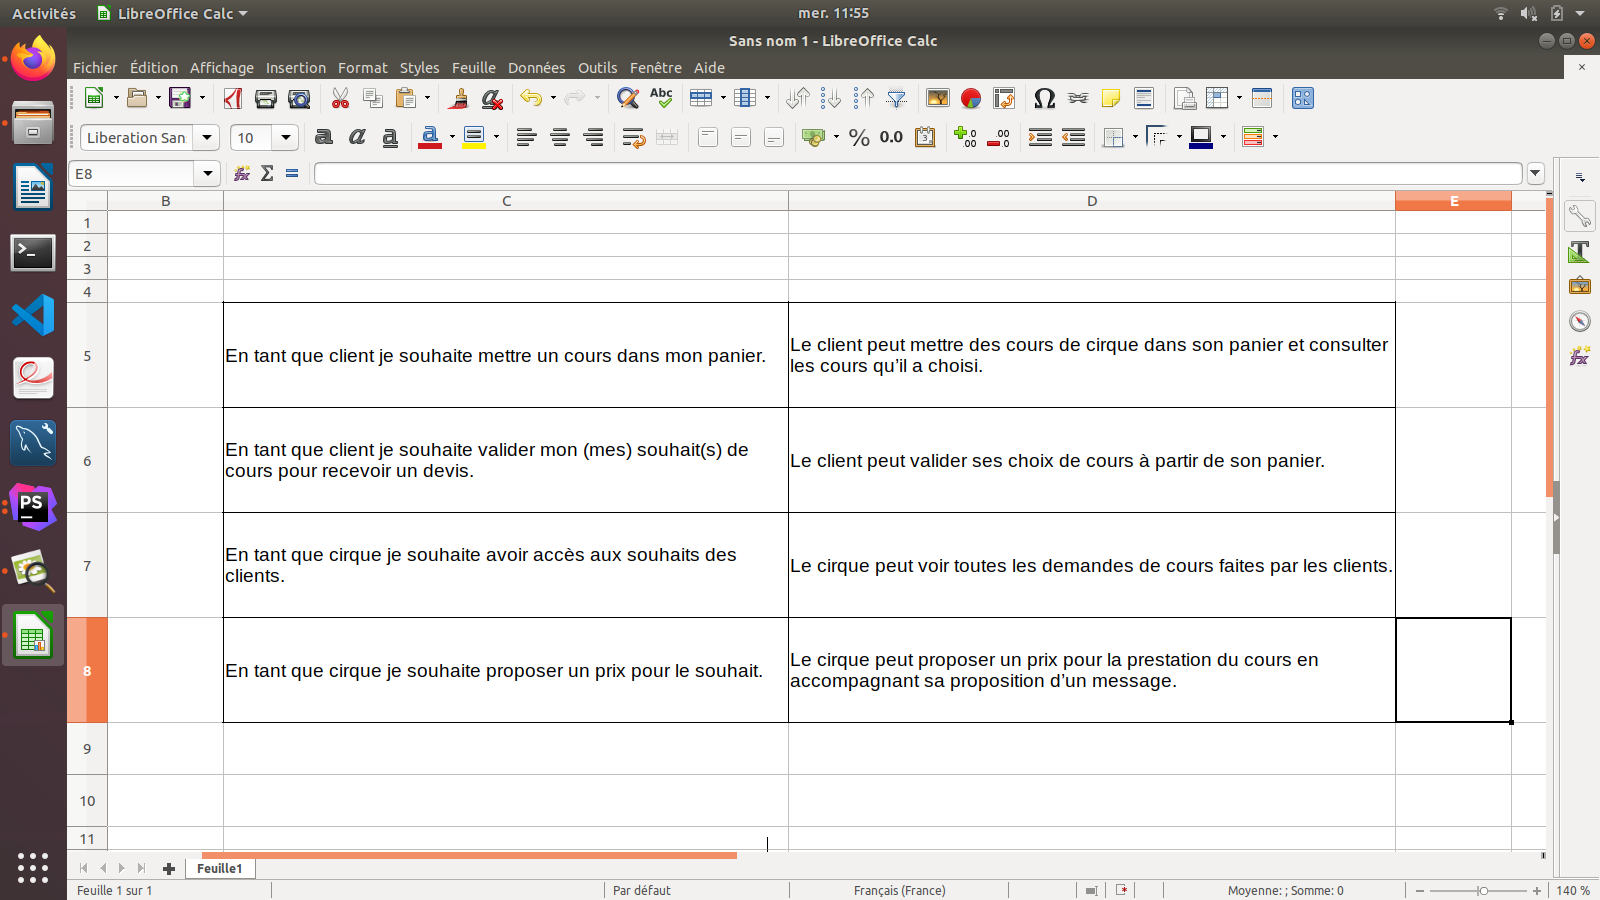 Activités LibreOffice Calc mer. 11:55
Sans nom 1 - LibreOffice Calc
Fichier Édition Affichage Insertion Format Styles Feuille Données Outils Fenêtre Aide
Liberation San 10
E8
B C D E
1
2
3
4
5
En tant que client je souhaite mettre un cours dans mon panier.
Le client peut mettre des cours de cirque dans son panier et consulter
les cours qu’il a choisi.
6
En tant que client je souhaite valider mon (mes) souhait(s) de
cours pour recevoir un devis.
Le client peut valider ses choix de cours à partir de son panier.
7
En tant que cirque je souhaite avoir accès aux souhaits des
clients.
Le cirque peut voir toutes les demandes de cours faites par les clients.
8
En tant que cirque je souhaite proposer un prix pour le souhait.
Le cirque peut proposer un prix pour la prestation du cours en
accompagnant sa proposition d’un message.
9
10
11
Feuille1
Feuille 1 sur 1 Par défaut Français (France) Moyenne: ; Somme: 0 140 %